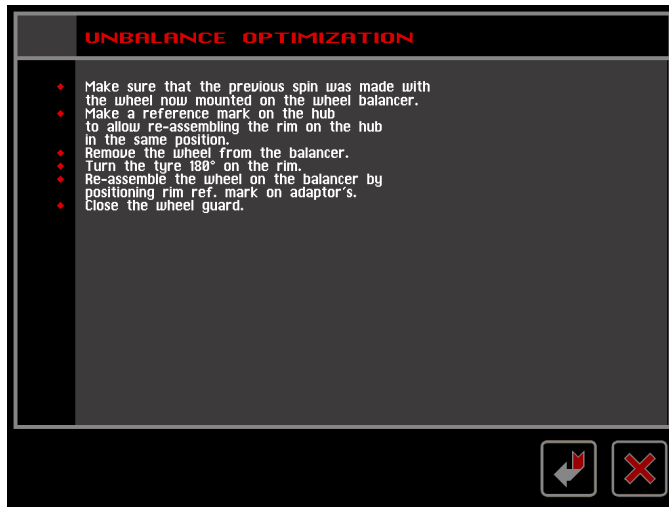 UNBALANCE OPTIMIZATION
Make sure that the previous spin was made with
the wheel now mounted on the wheel balancer.
Make a reference mark on the hub
to allow re-assembling the rim on the hub
in the same position.
Remove the wheel from the balancer.
Turn the tyre 180° on the rim.
Re-assemble the wheel on the balancer by
positioning rim ref. mark on adaptor's.
Close the wheel guard.